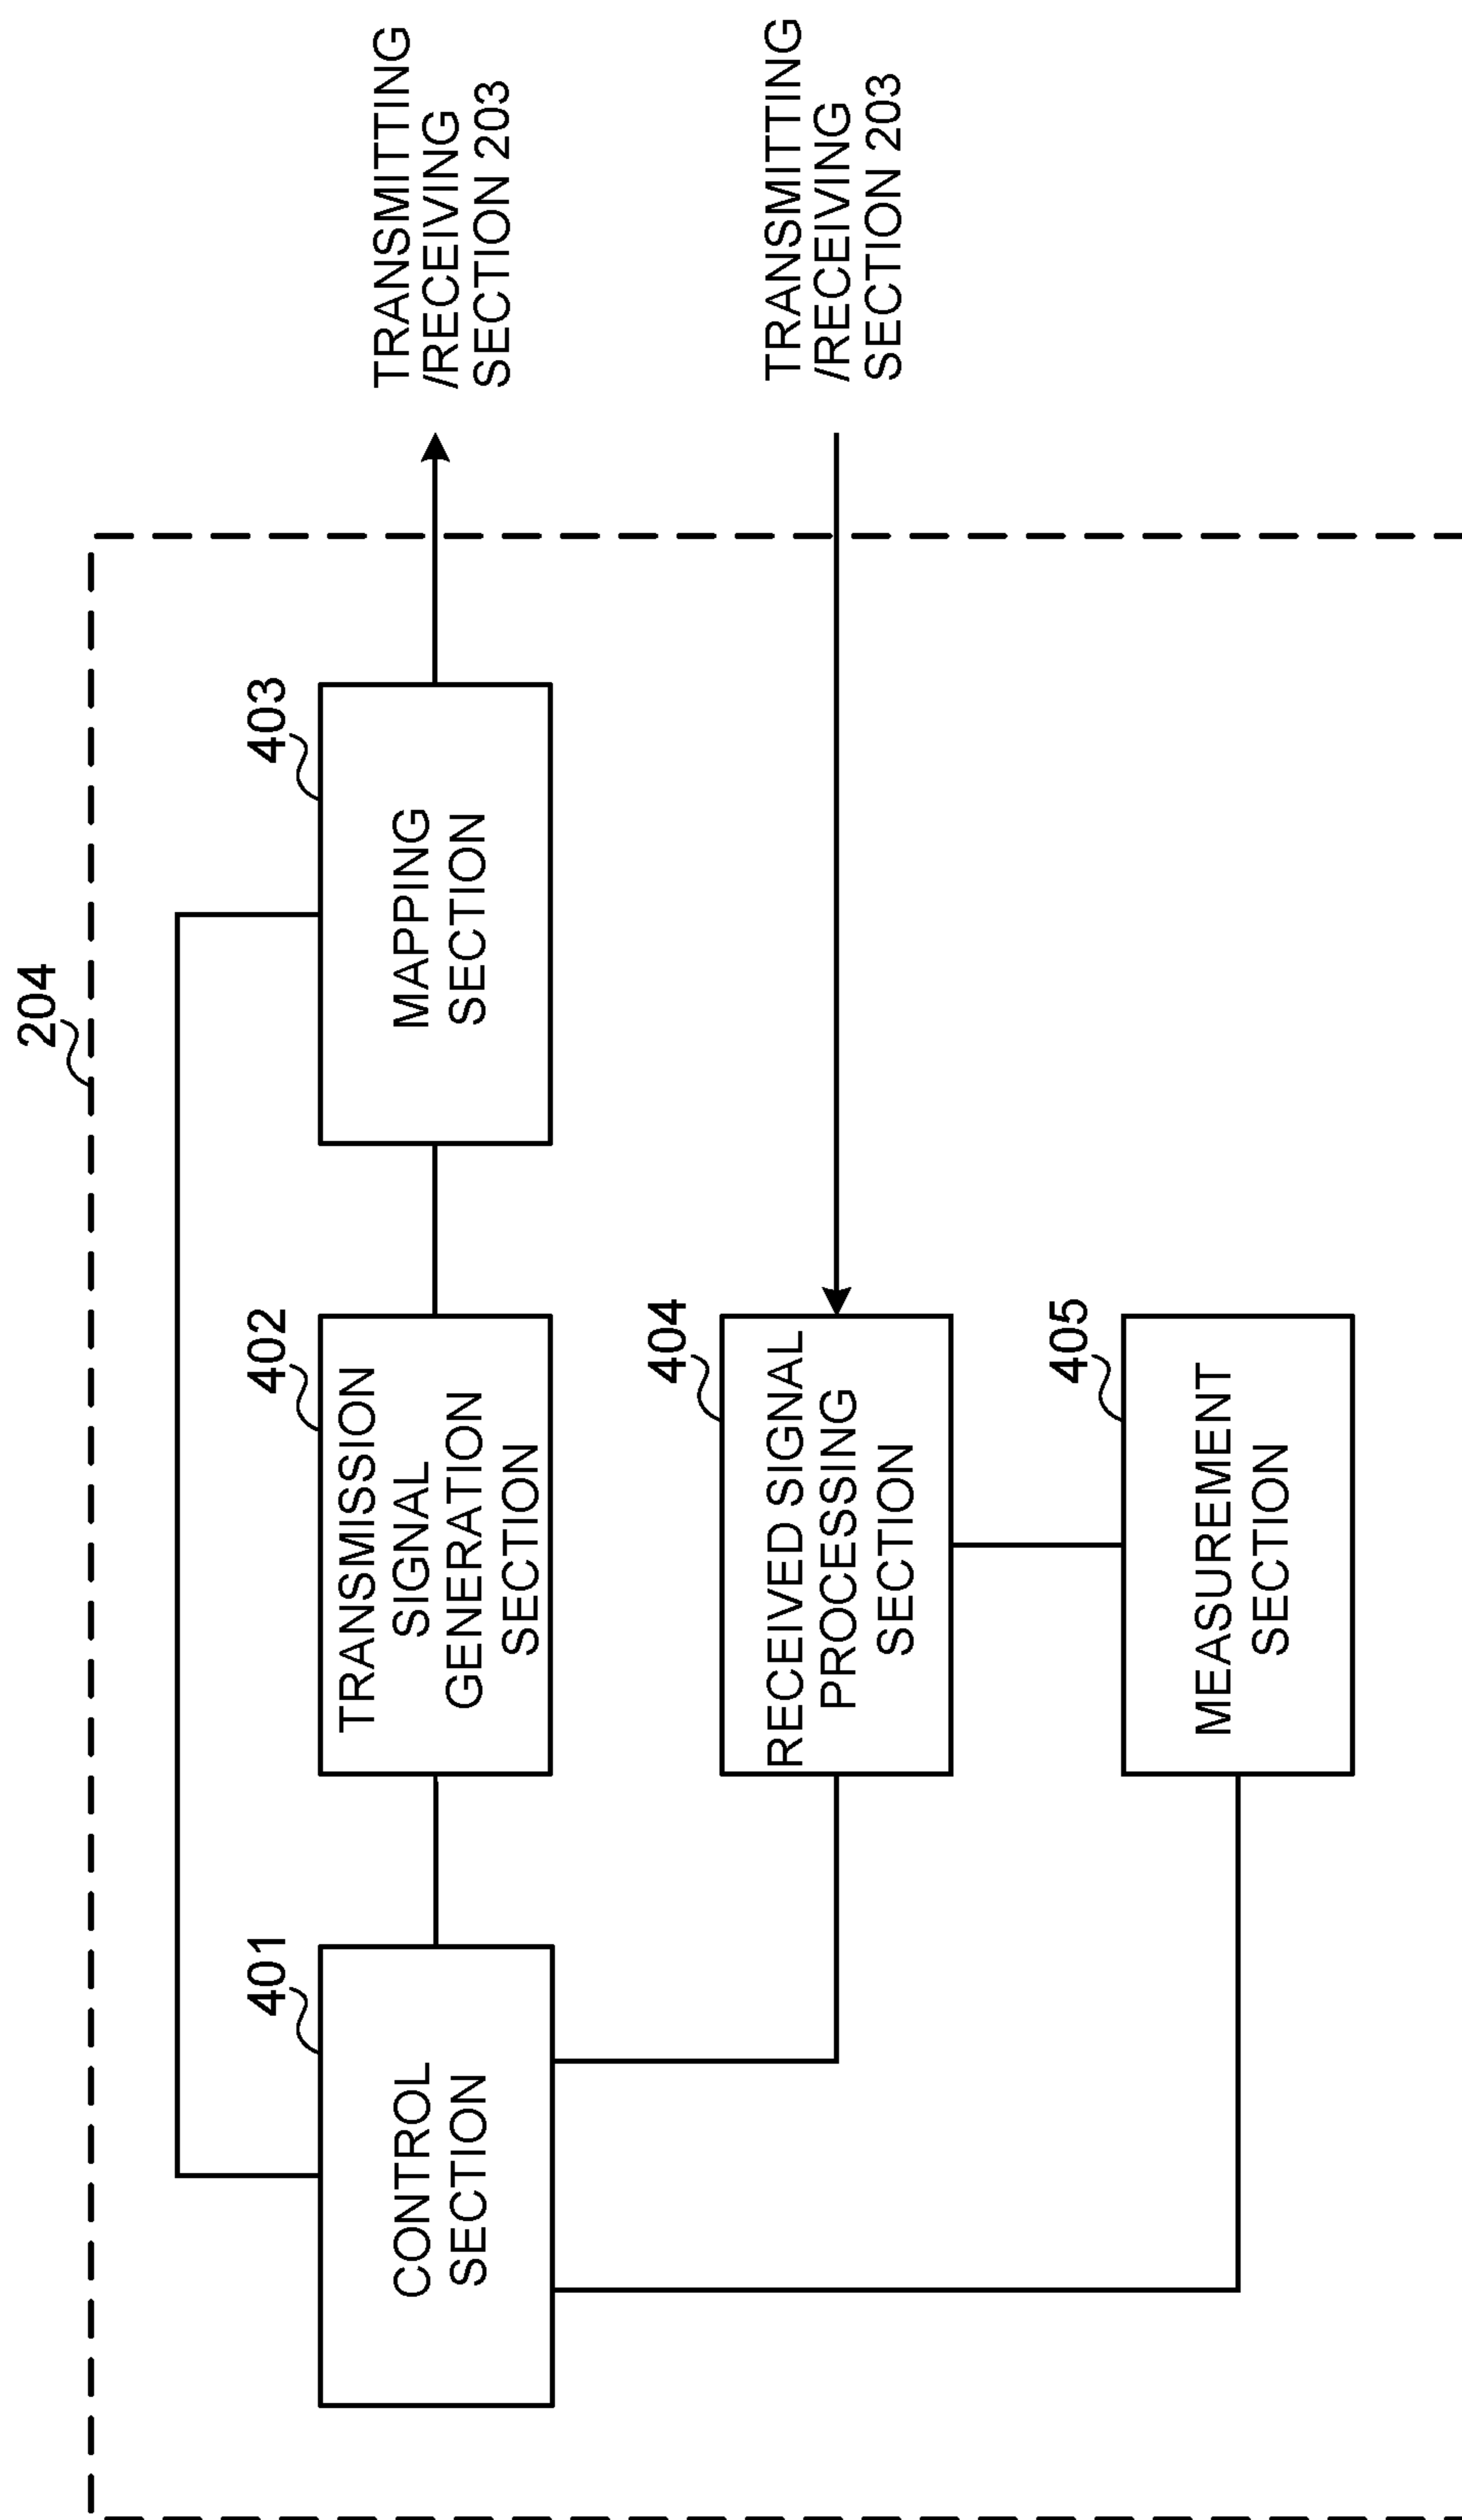 204
401
CONTROL
SECTION
402
TRANSMISSION
SIGNAL
GENERATION
SECTION
403
MAPPING
SECTION
TRANSMITTING
/RECEIVING
SECTION 203
404
RECEIVED SIGNAL
PROCESSING
SECTION
TRANSMITTING
/RECEIVING
SECTION 203
405
MEASUREMENT
SECTION